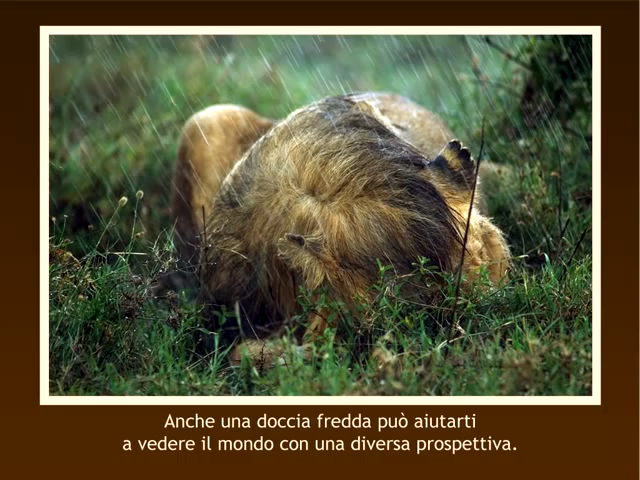 Anche una doccia fredda può aiutarti
a vedere il mondo con una diversa prospettiva.